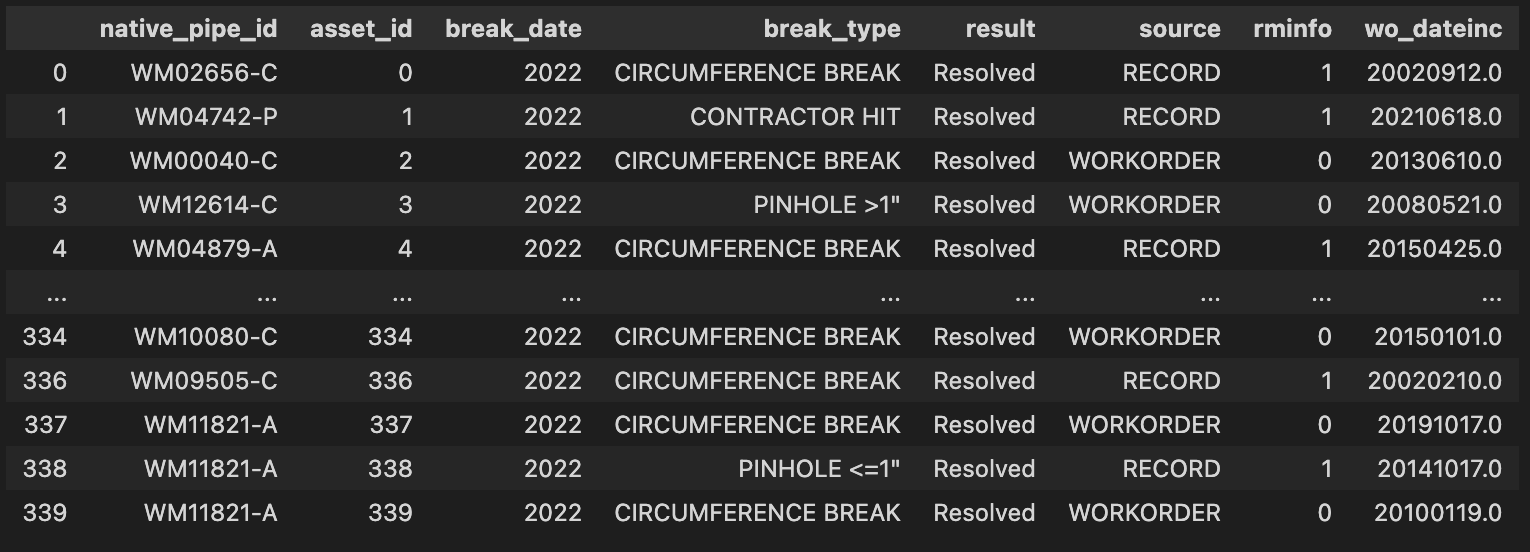 native_pipe_id asset_id break_date break_type result source rminfo wo_dateinc
0 WM02656-C 0 2022 CIRCUMFERENCE BREAK Resolved RECORD 1 20020912.0
1 WM04742-P 1 2022 CONTRACTOR HIT Resolved RECORD 1 20210618.0
2 WM00040-C 2 2022 CIRCUMFERENCE BREAK Resolved WORKORDER 0 20130610.0
3 WM12614-C 3 2022 PINHOLE >1" Resolved WORKORDER 0 20080521.0
4 WM04879-A 4 2022 CIRCUMFERENCE BREAK Resolved RECORD 1 20150425.0
... ... ... ... ... ... ... ... ...
334 WM10080-C 334 2022 CIRCUMFERENCE BREAK Resolved WORKORDER 0 20150101.0
336 WM09505-C 336 2022 CIRCUMFERENCE BREAK Resolved RECORD 1 20020210.0
337 WM11821-A 337 2022 CIRCUMFERENCE BREAK Resolved WORKORDER 0 20191017.0
338 WM11821-A 338 2022 PINHOLE <=1" Resolved RECORD 1 20141017.0
339 WM11821-A 339 2022 CIRCUMFERENCE BREAK Resolved WORKORDER 0 20100119.0